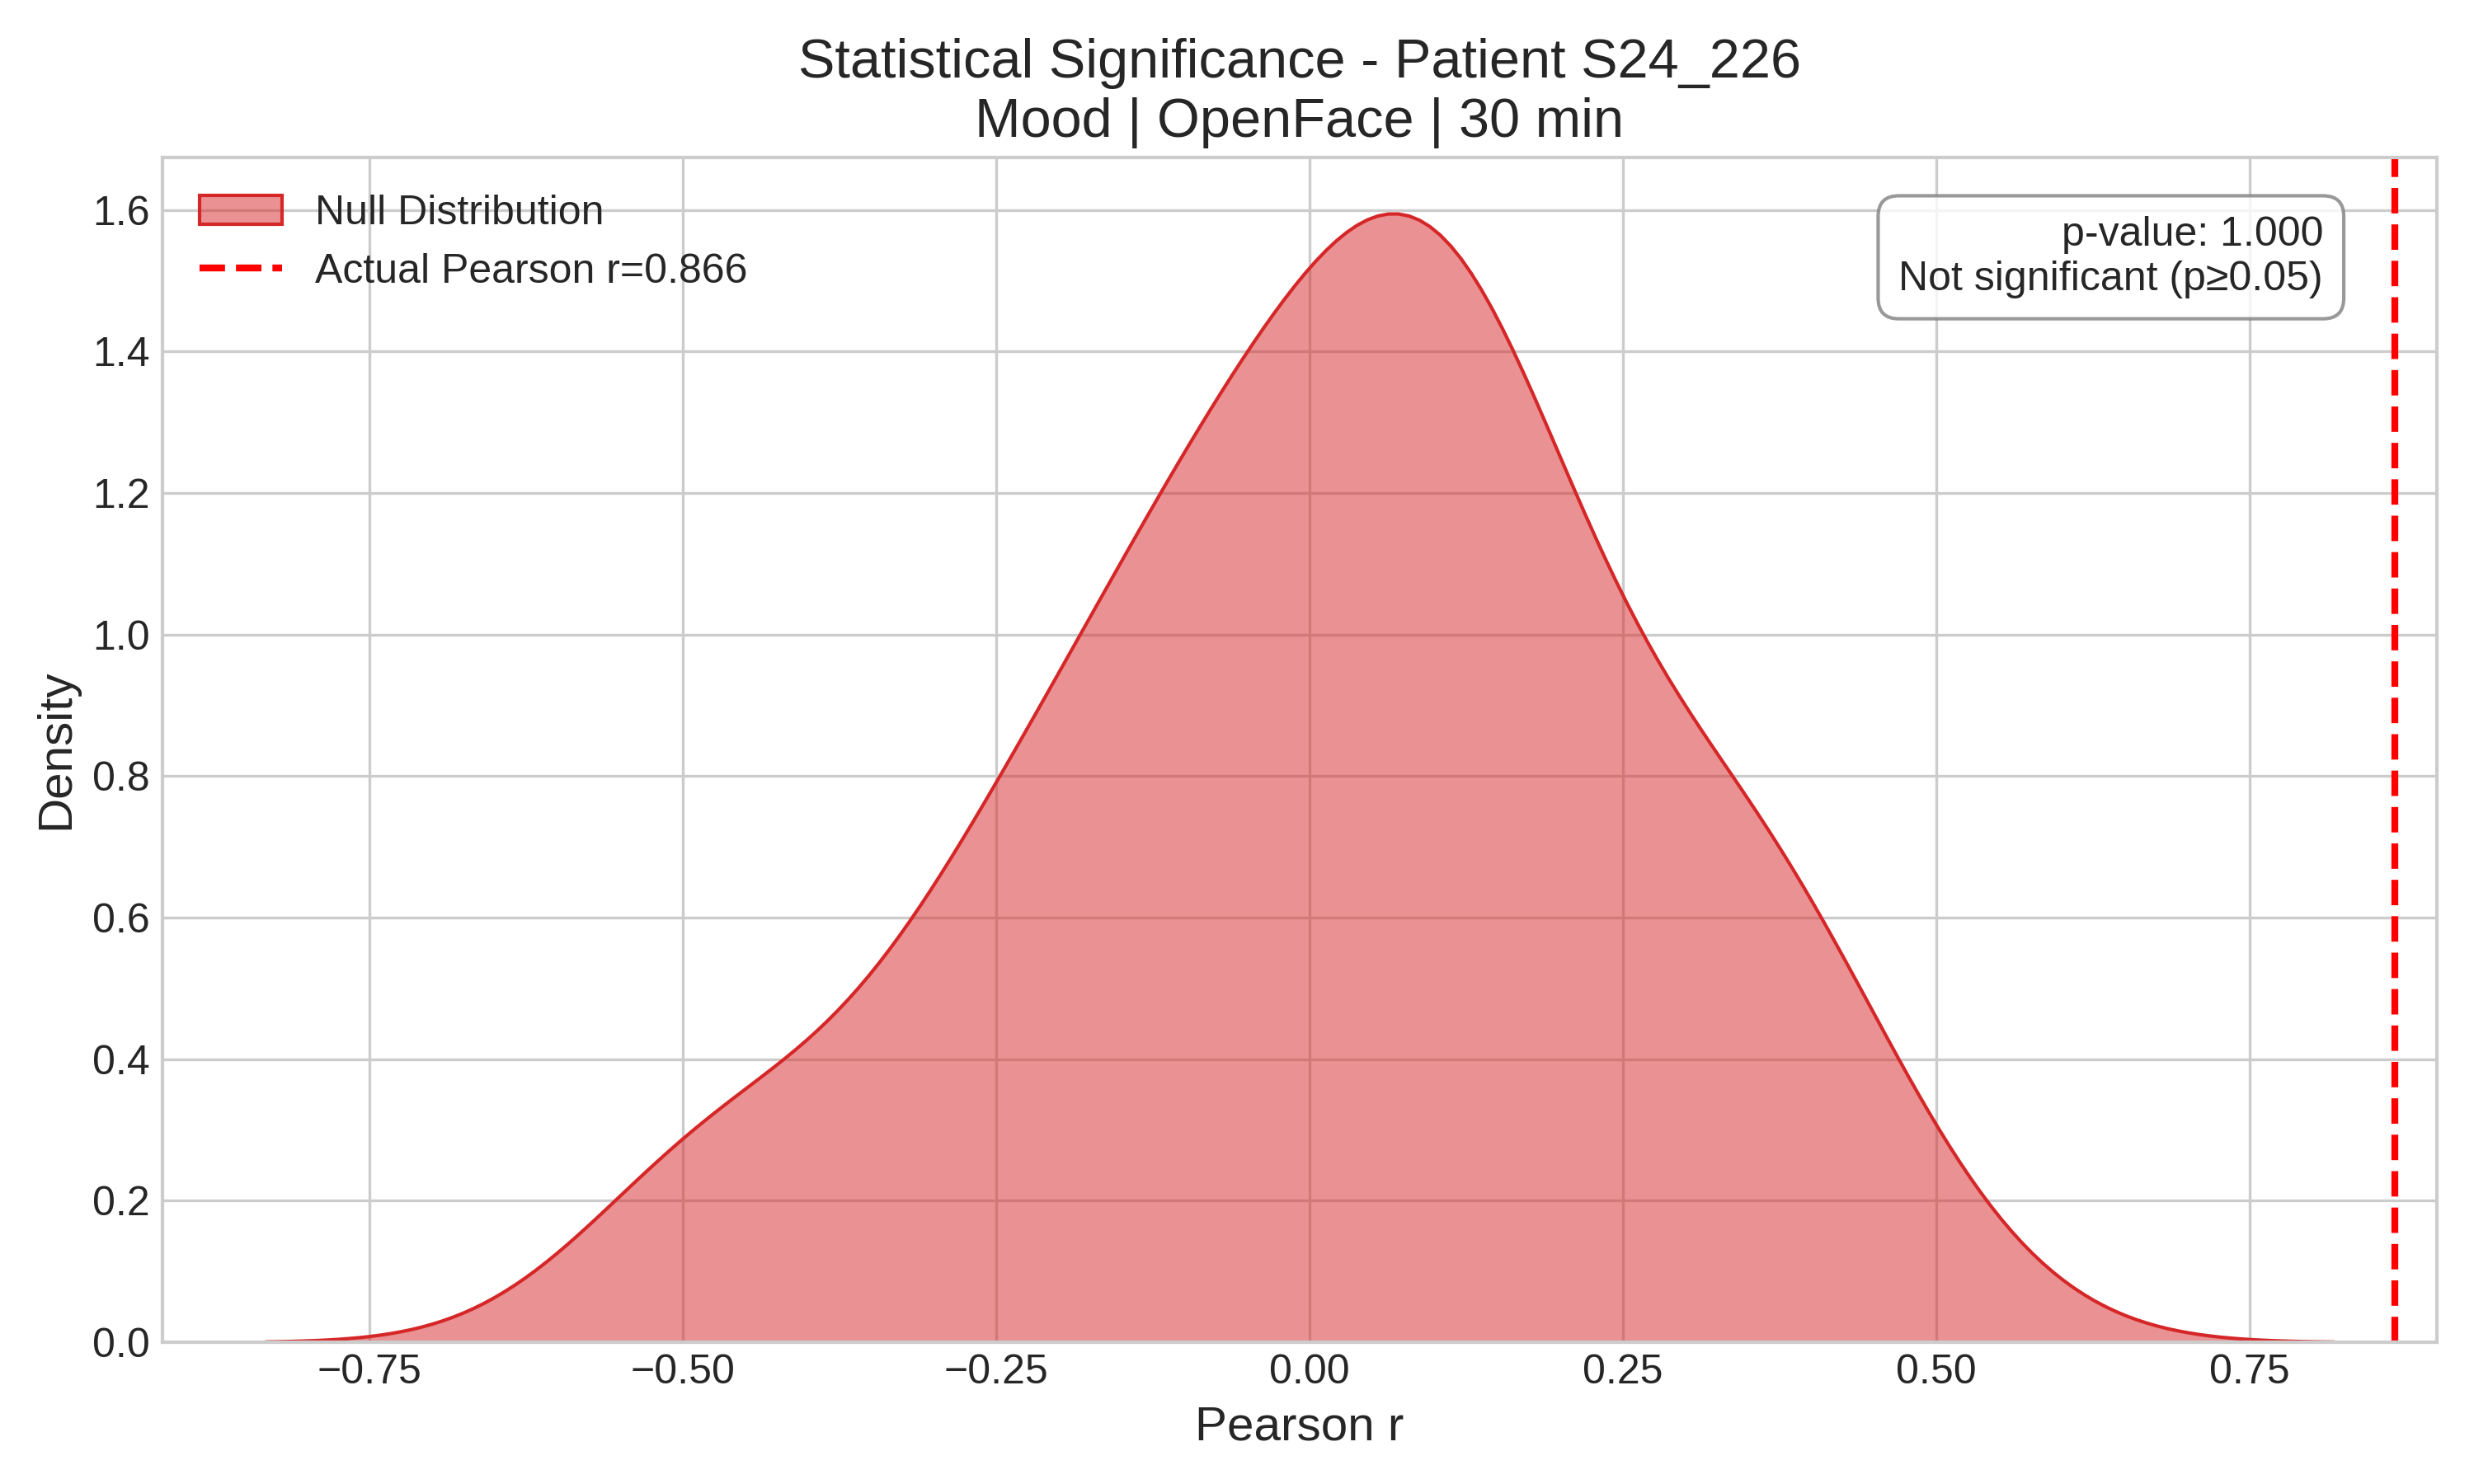 Statistical Significance - Patient S24_226
Mood | OpenFace | 30 min
Null Distribution
Actual Pearson r=0.866
p-value: 1.000
Not significant (p≥0.05)
Density
1.6
1.4
1.2
1.0
0.8
0.6
0.4
0.2
0.0
−0.75 −0.50 −0.25 0.00 0.25 0.50 0.75
Pearson r